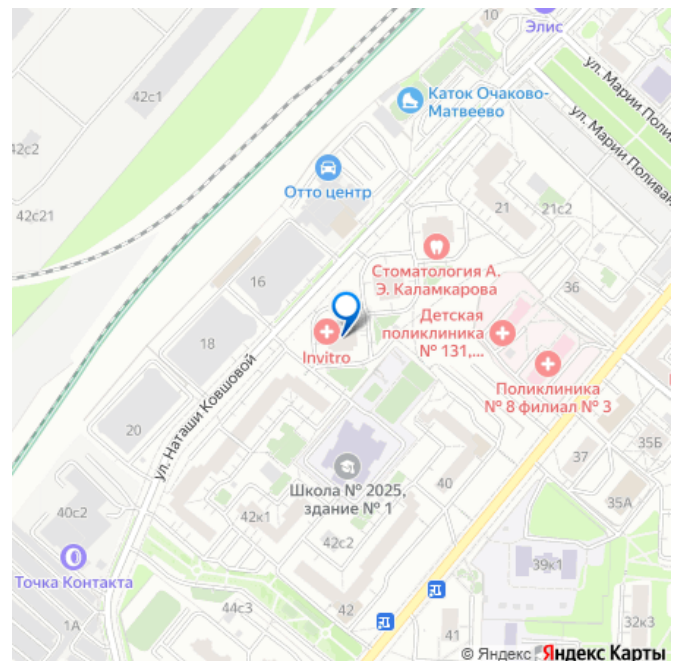 10
Элис
ул. Марии Поли
42с1
Каток Очаково-
Матвеево
ул. Марии Поливан
42с2
Отто центр
42с21
21
21с2
Стоматология А.
Э. Каламкарова
16
36
Детская
поликлиника
№ 131,...
Invitro
18
Поликлиника
№ 8 филиал № 3
ул. Наташи Ковшовой
20
37
35Б
Школа № 2025,
здание № 1
40
35А
40с2
42к1
42с2
Точка Контакта
39к1
44с3
42
1А
41
32к3
© Яндекс Яндекс Карты